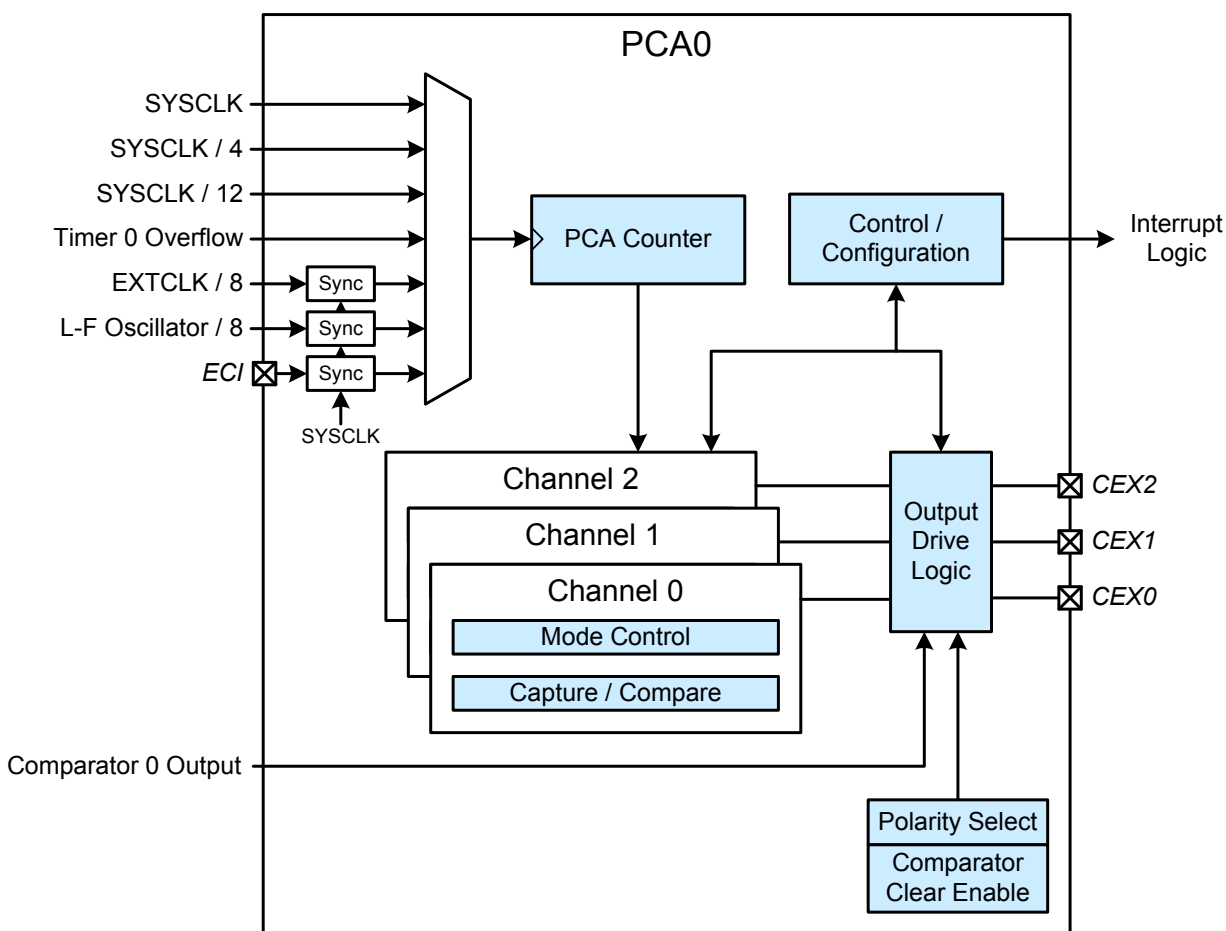 PCA0
SYSCLK
SYSCLK / 4
SYSCLK / 12
Timer 0 Overflow
EXTCLK / 8
Sync
L-F Oscillator / 8
Sync
ECI
Sync
SYSCLK
PCA Counter
Control /
Configuration
Interrupt
Logic
Channel 2
Channel 1
Channel 0
Mode Control
Capture / Compare
Output
Drive
Logic
CEX2
CEX1
CEX0
Comparator 0 Output
Polarity Select
Comparator
Clear Enable